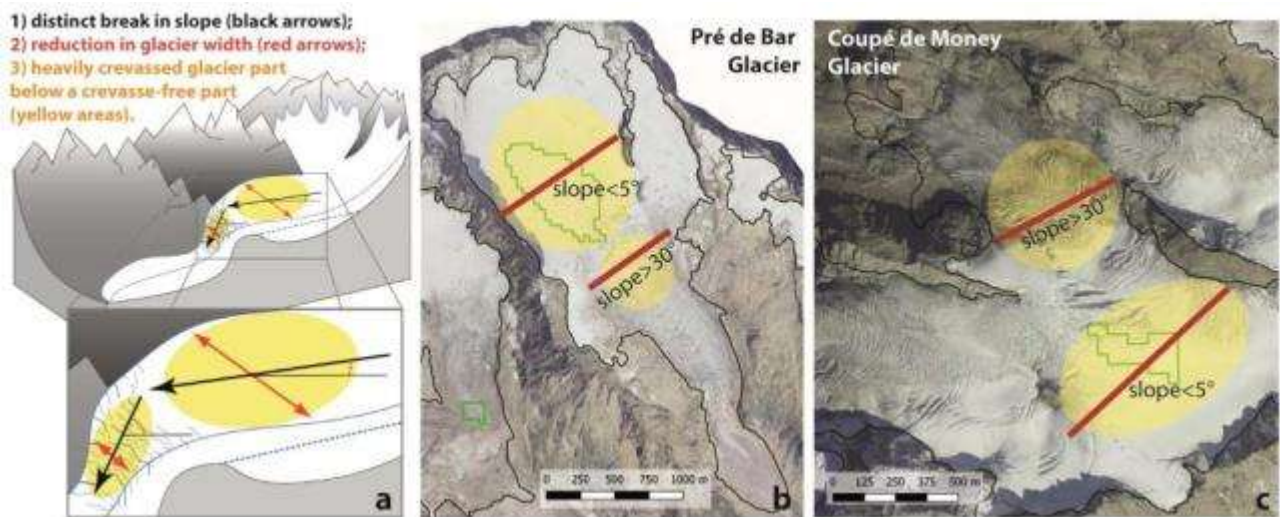 1) distinct break in slope (black arrows);
2) reduction in glacier width (red arrows);
3) heavily crevassed glacier part
below a crevasse-free part
(yellow areas).
a
Pré de Bar
Glacier
slope<5°
slope>30°
0 250 500 750 1000 m
b
Coupé de Money
Glacier
slope>30°
slope<5°
0 125 250 375 500 m
c